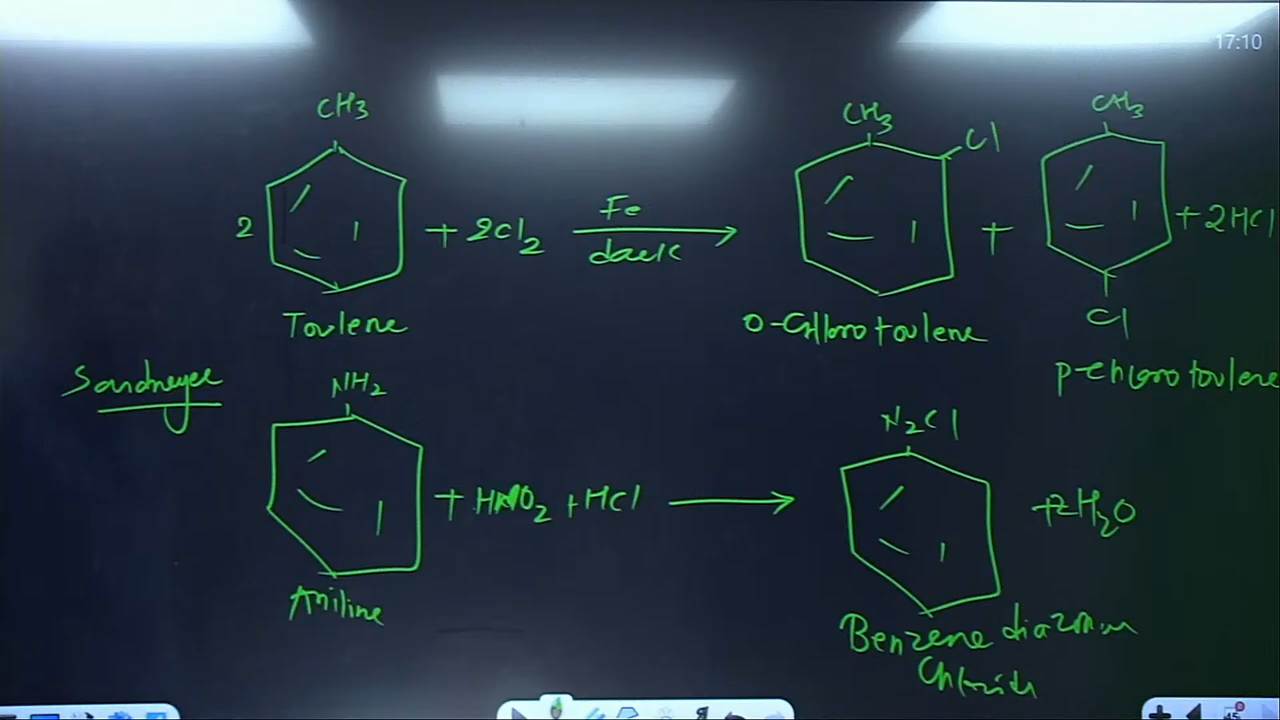 17:10
CH3
CH3
Cl
CH3
2
+ 2Cl2
Fe
dark
+
+ 2HCl
Toulene
O-Chlorotoulene
Cl
p-chlorotoulene
Sandmeyer
NH2
N2Cl
+ HNO2 + HCl
+ 2H2O
Aniline
Benzene diazonium
Chloride